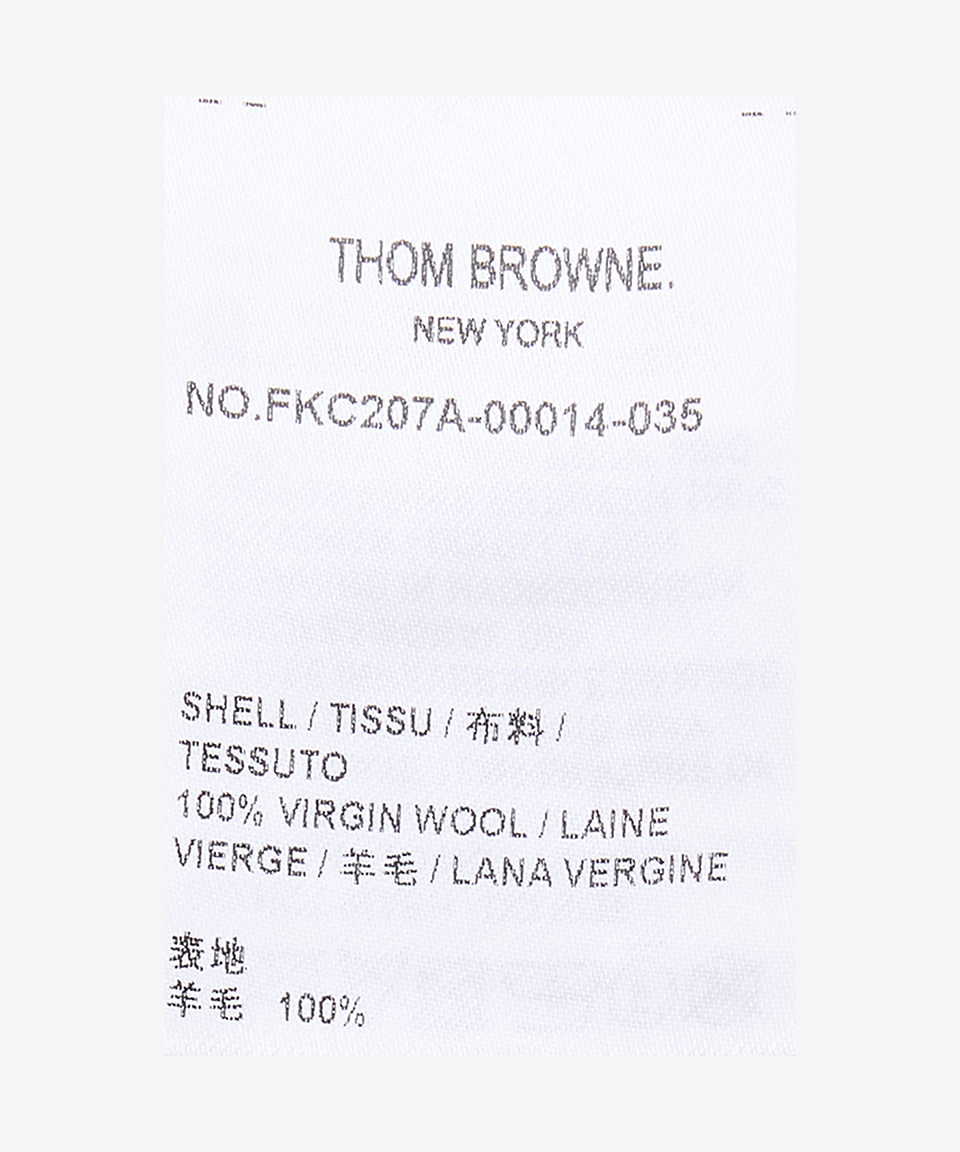 THOM BROWNE.
NEW YORK
NO.FKC207A-00014-035
SHELL / TISSU / 布料 /
TESSUTO
100% VIRGIN WOOL / LAINE
VIERGE / 羊毛 / LANA VERGINE
表地
羊毛 100%